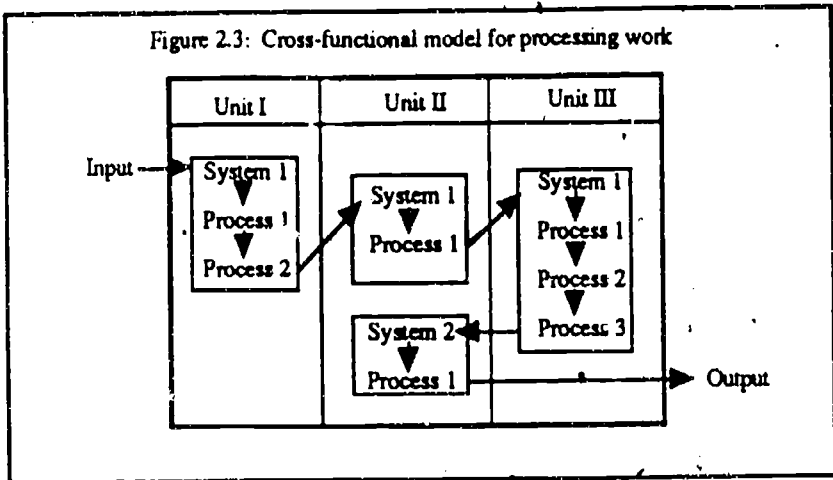 Figure 2.3: Cross-functional model for processing work
Unit I
Unit II
Unit III
Input
System 1
Process 1
Process 2
System 1
Process 1
System 1
Process 1
Process 2
Process 3
System 2
Process 1
Output